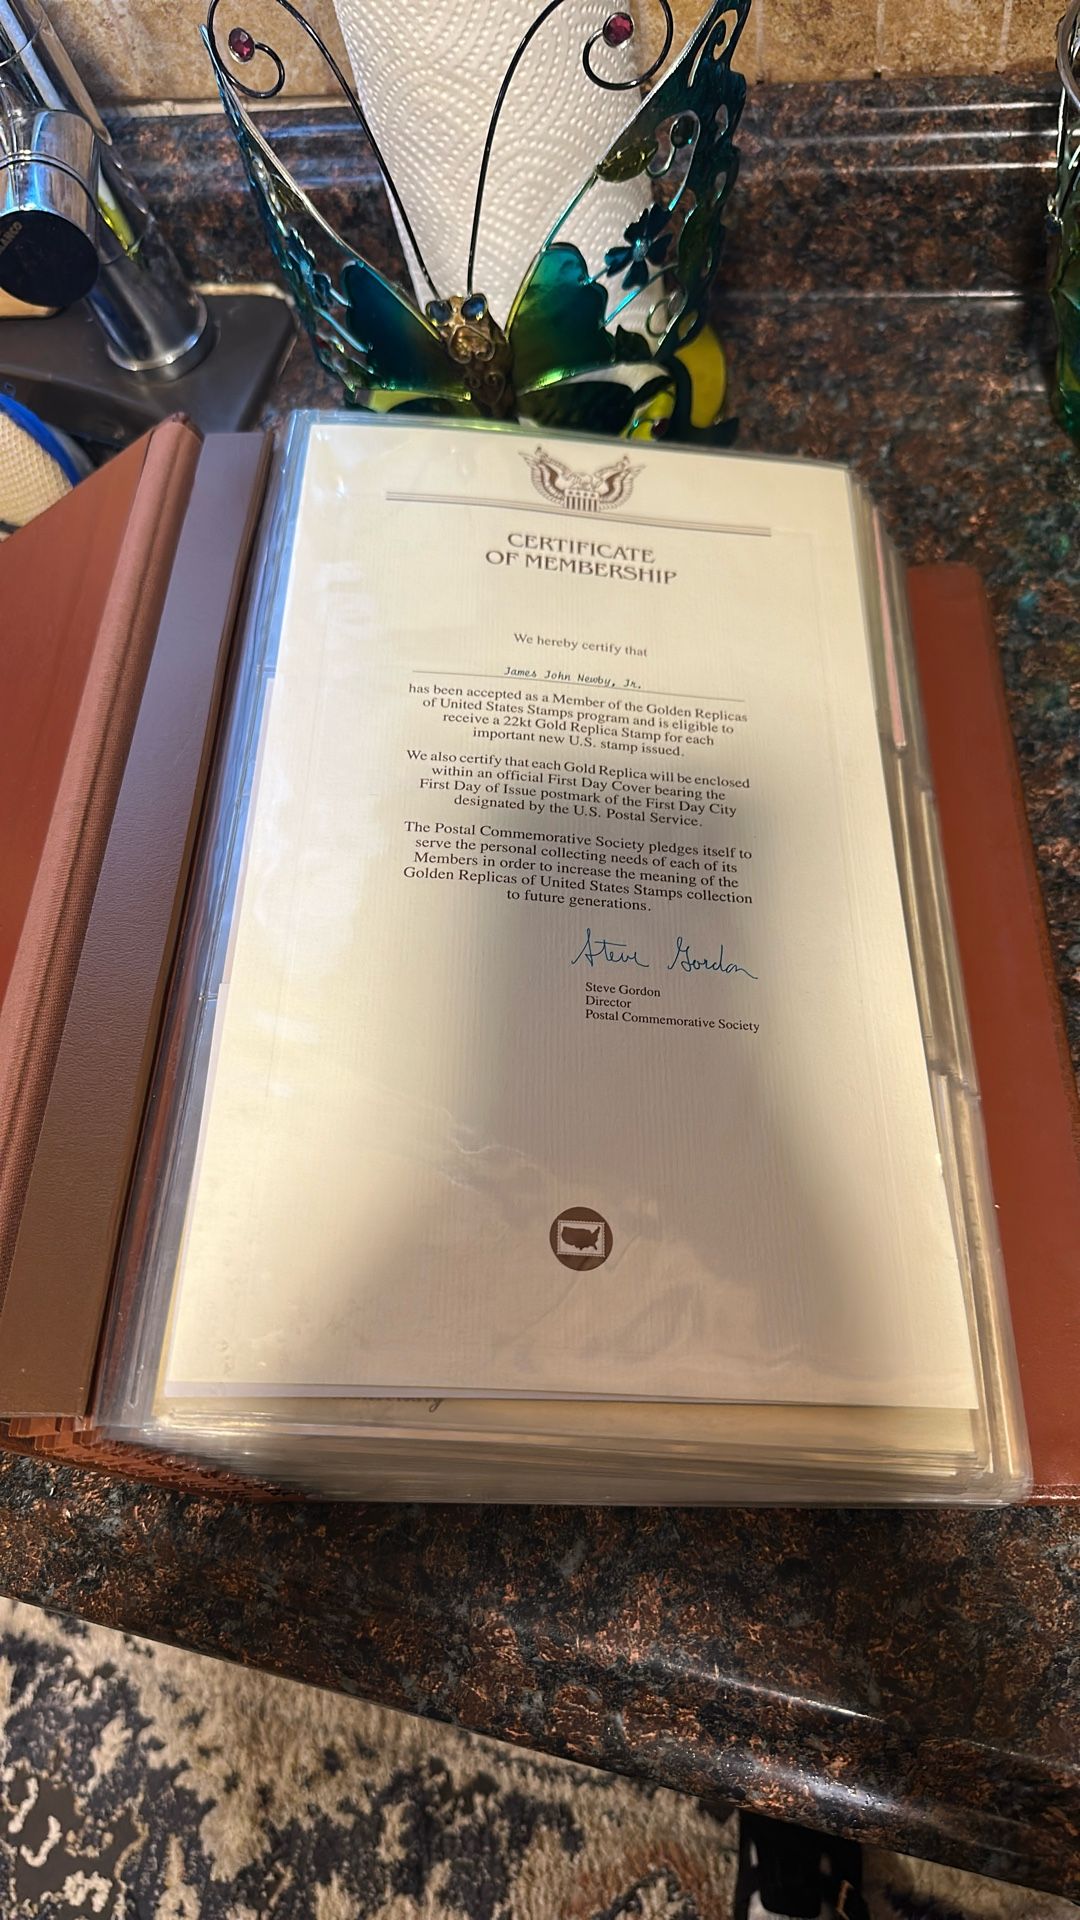 CERTIFICATE
OF MEMBERSHIP
We hereby certify that
James John Newby, Jr.
has been accepted as a Member of the Golden Replicas
of United States Stamps program and is eligible to
receive a 22kt Gold Replica Stamp for each
important new U.S. stamp issued.
We also certify that each Gold Replica will be enclosed
within an official First Day Cover bearing the
First Day of Issue postmark of the First Day City
designated by the U.S. Postal Service.
The Postal Commemorative Society pledges itself to
serve the personal collecting needs of each of its
Members in order to increase the meaning of the
Golden Replicas of United States Stamps collection
to future generations.
Steve Gordon
Steve Gordon
Director
Postal Commemorative Society